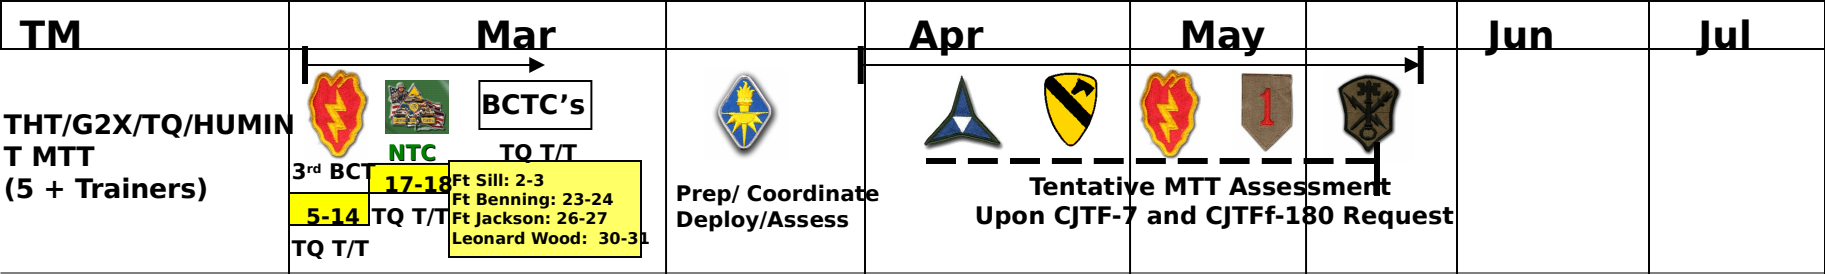 TM
Mar
Apr
May
Jun
Jul
THT/G2X/TQ/HUMIN
T MTT
(5 + Trainers)
3rd BCT
5-14
TQ T/T
NTC
17-18
TQ T/T
BCTC’s
TQ T/T
Ft Sill: 2-3
Ft Benning: 23-24
Ft Jackson: 26-27
Leonard Wood:  30-31
Prep/ Coordinate
Deploy/Assess
1
Tentative MTT Assessment
Upon CJTF-7 and CJTFf-180 Request